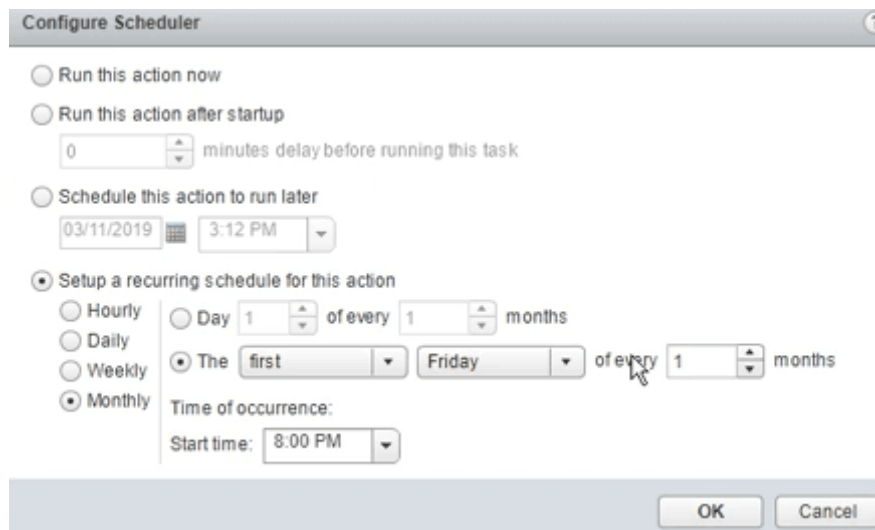 Configure Scheduler
Run this action now
Run this action after startup
0 minutes delay before running this task
Schedule this action to run later
03/11/2019 3:12 PM
Setup a recurring schedule for this action
Hourly
Daily
Weekly
Monthly
Day 1 of every 1 months
The first Friday of every 1 months
Time of occurrence:
Start time: 8:00 PM
OK Cancel